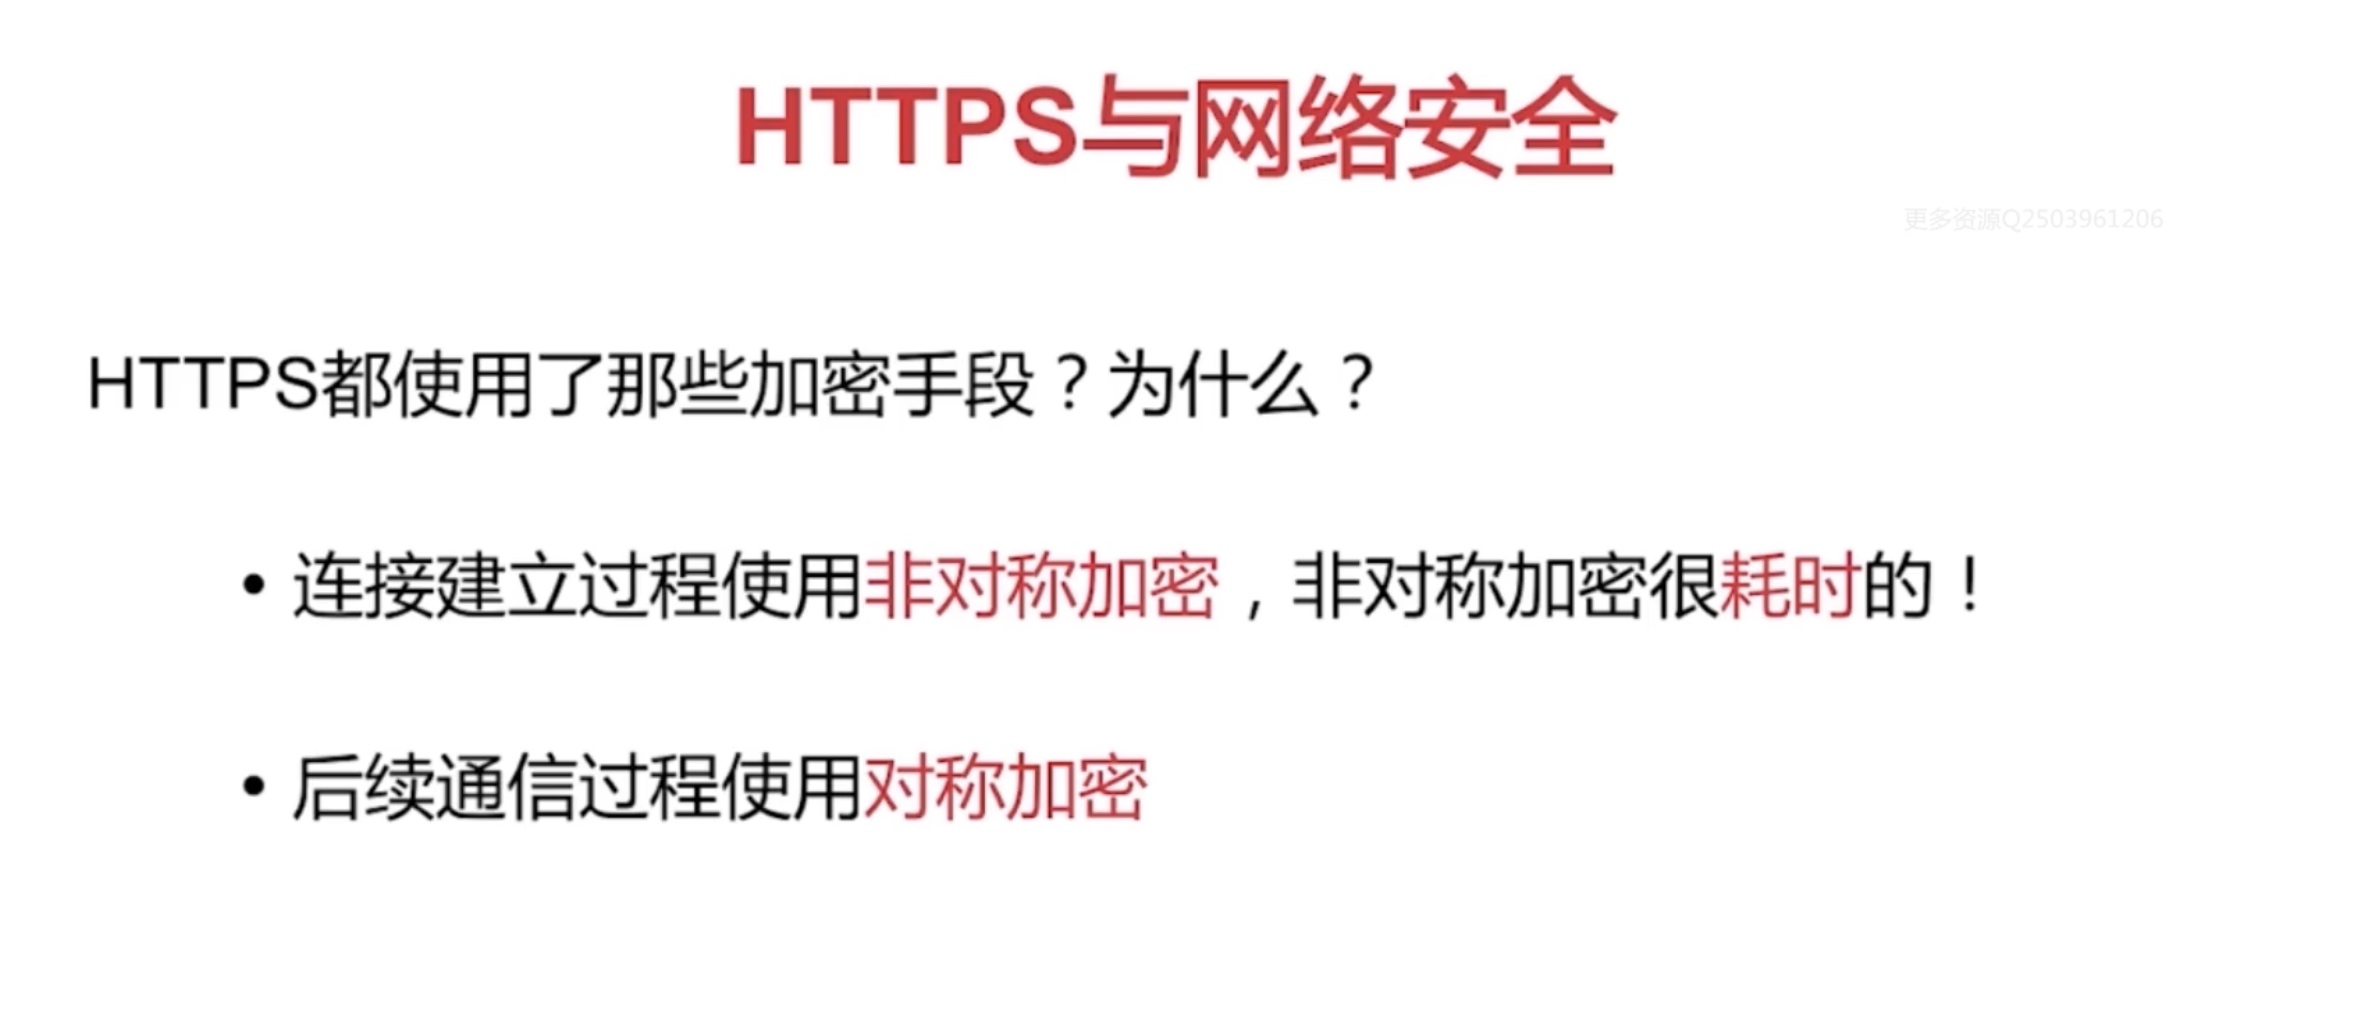 HTTPS与网络安全
更多资源Q2503961206
HTTPS都使用了那些加密手段？为什么？
• 连接建立过程使用非对称加密，非对称加密很耗时的！
• 后续通信过程使用对称加密